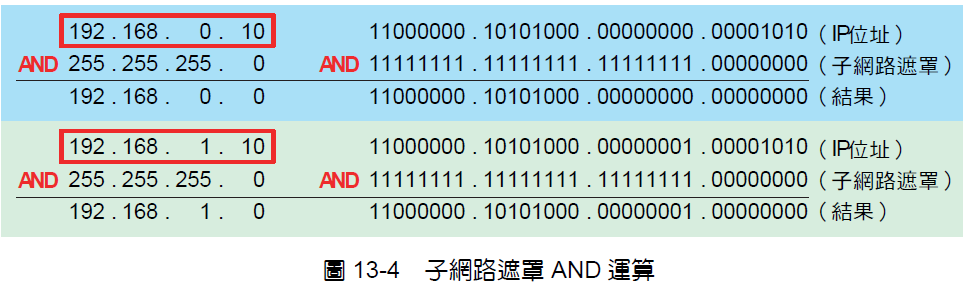 192 . 168 . 0 . 10 11000000 . 10101000 . 00000000 . 00001010（IP位址）
AND 255 . 255 . 255 . 0 AND 11111111 . 11111111 . 11111111 . 00000000（子網路遮罩）
192 . 168 . 0 . 0 11000000 . 10101000 . 00000000 . 00000000（結果）
192 . 168 . 1 . 10 11000000 . 10101000 . 00000001 . 00001010（IP位址）
AND 255 . 255 . 255 . 0 AND 11111111 . 11111111 . 11111111 . 00000000（子網路遮罩）
192 . 168 . 1 . 0 11000000 . 10101000 . 00000001 . 00000000（結果）
圖 13-4 子網路遮罩 AND 運算